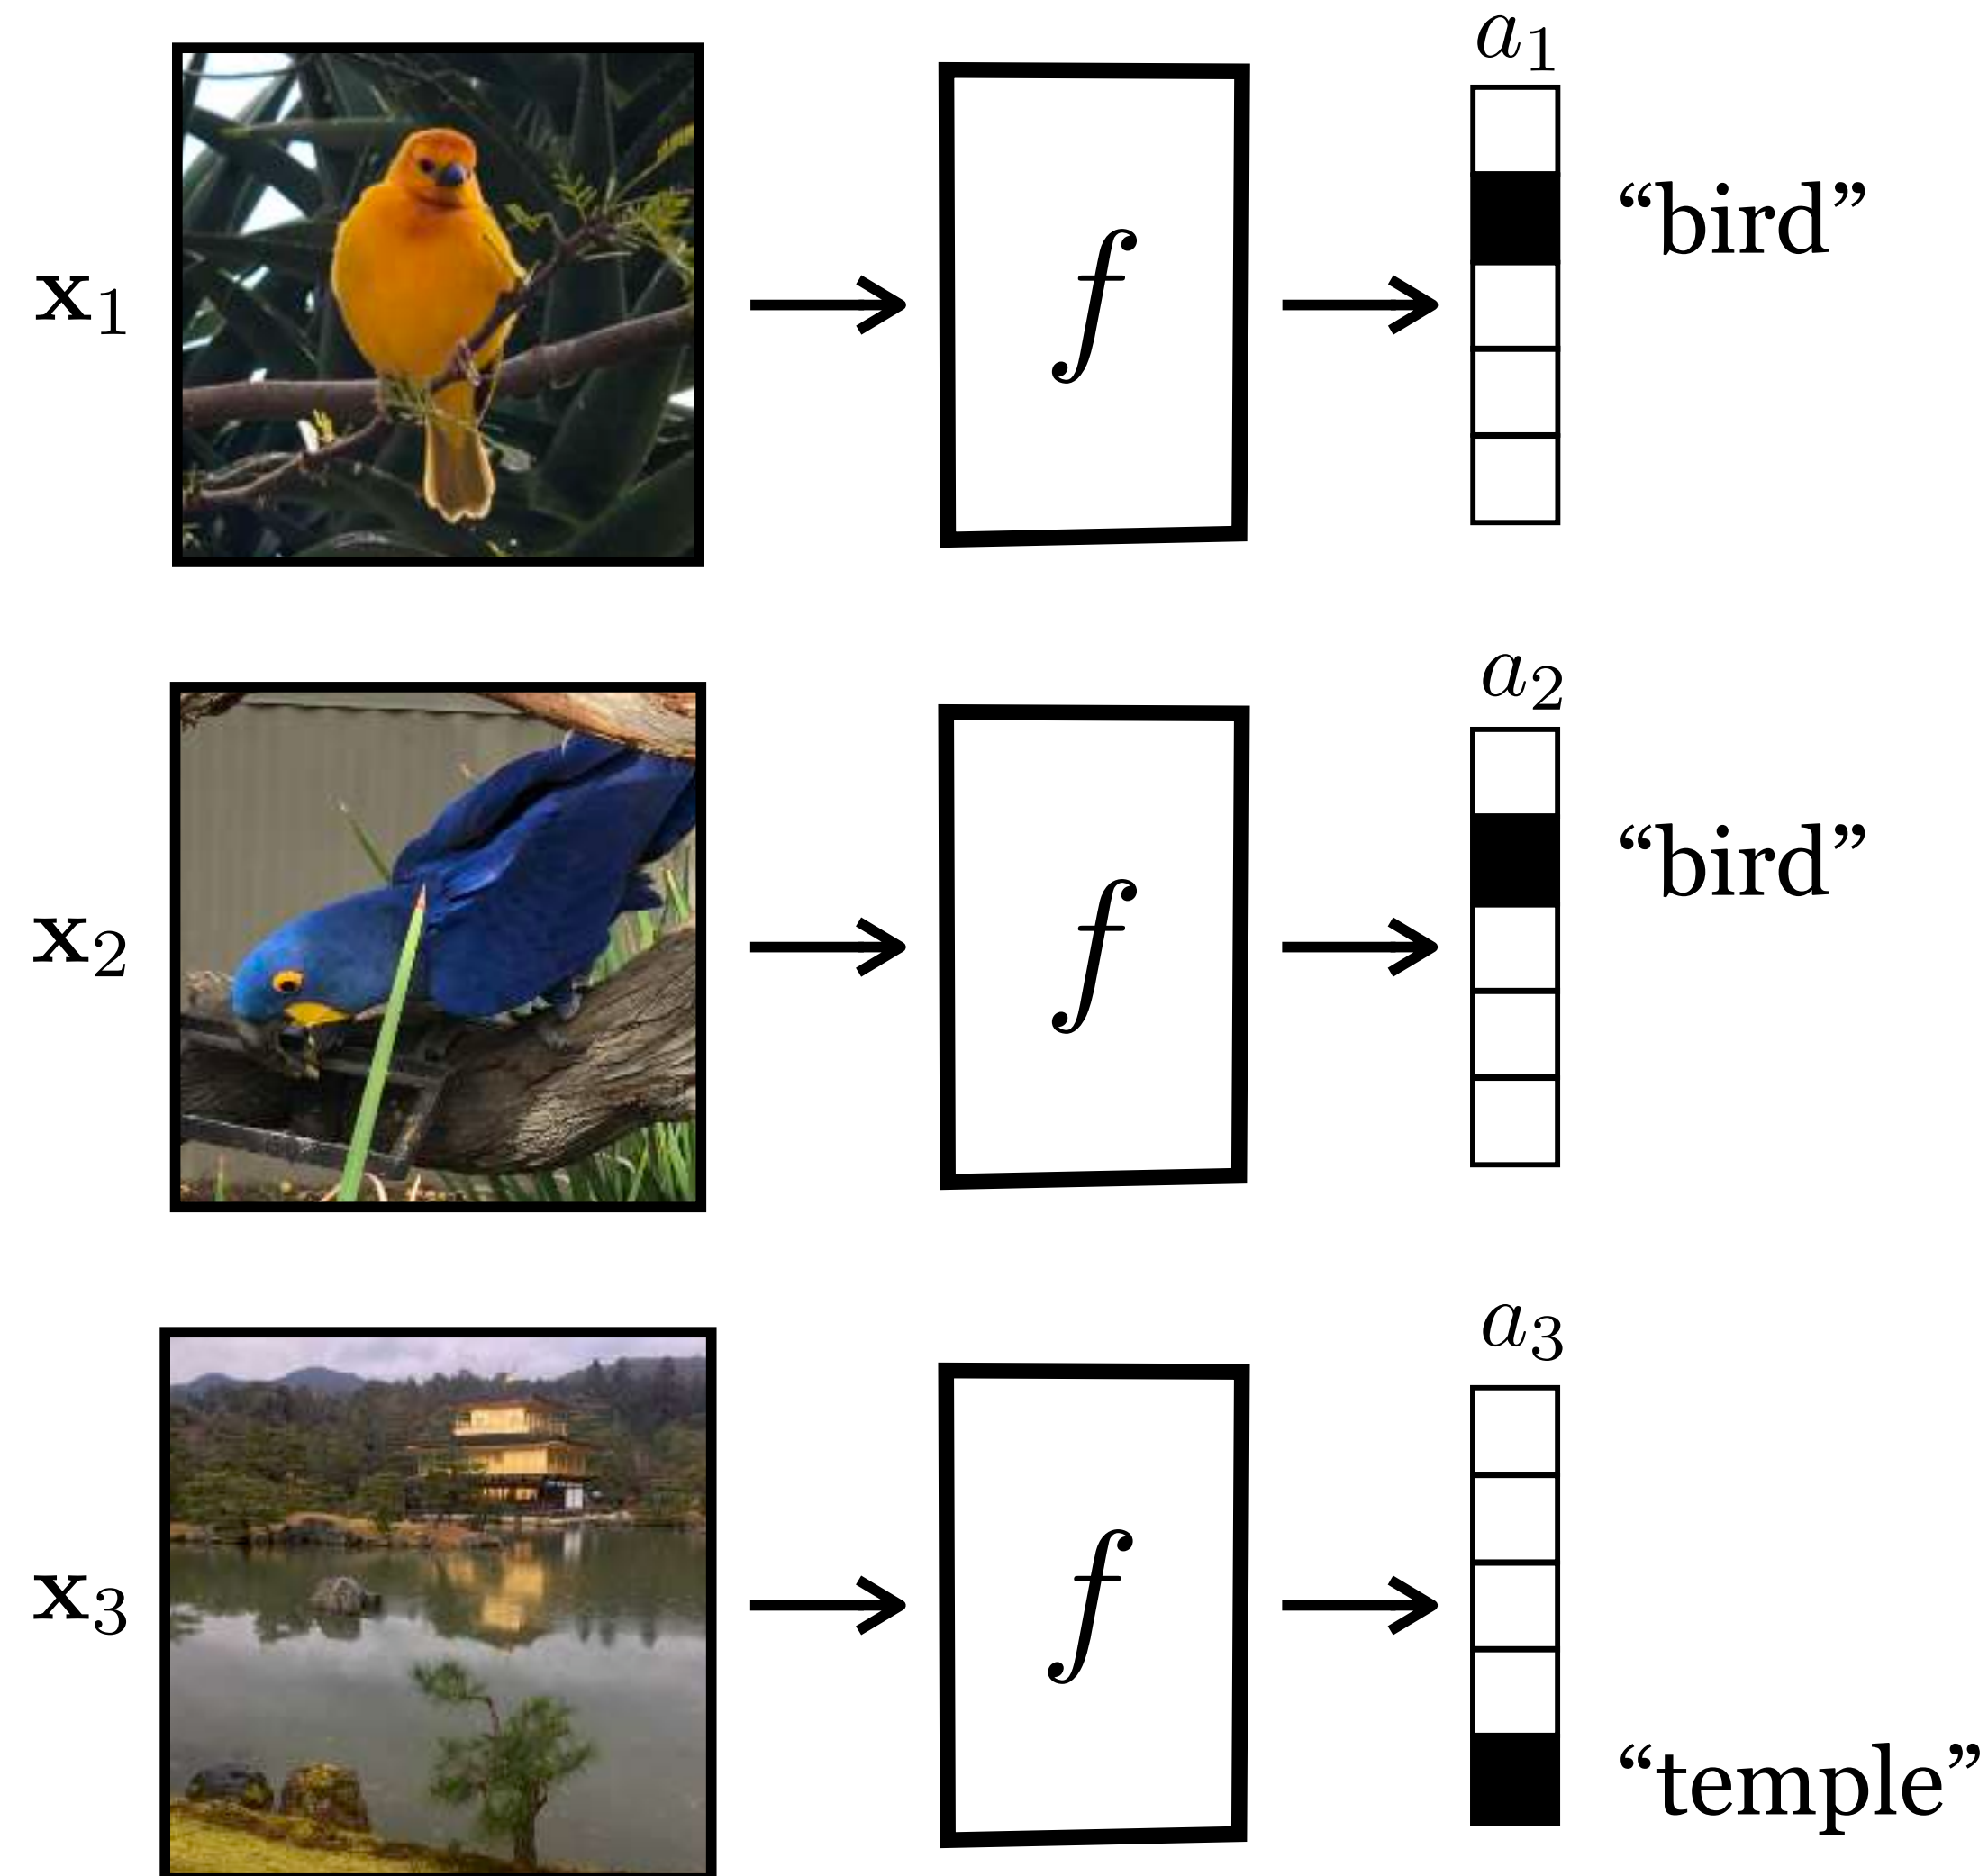 a₁
“bird”
x₁ f
a₂
“bird”
x₂ f
a₃
x₃ f
“temple”